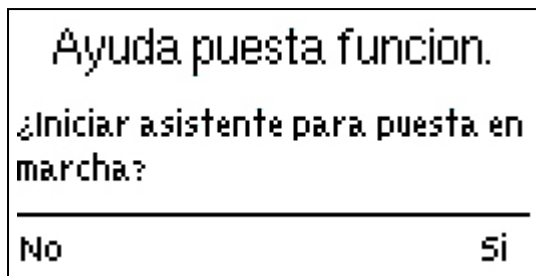 Ayuda puesta funcion.
¿Iniciar asistente para puesta en
marcha?
No Si